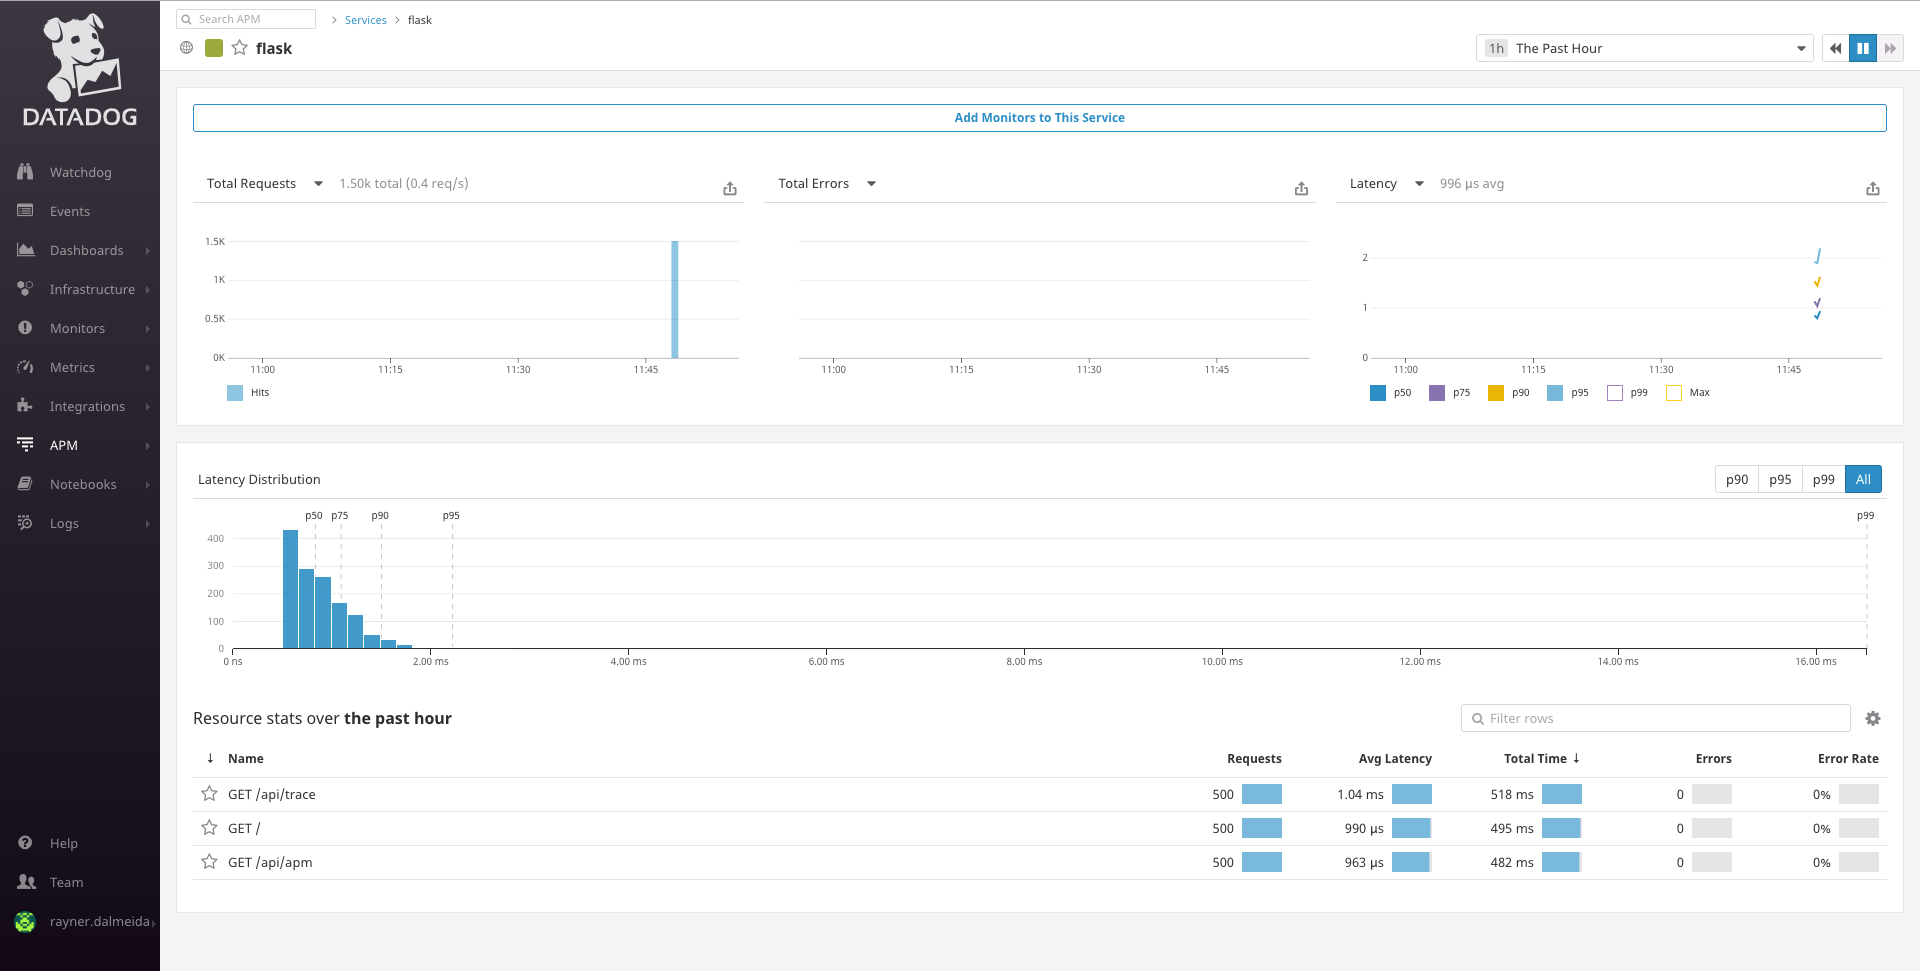 Search APM
Services
flask
flask
1h The Past Hour
DATADOG
Watchdog
Events
Dashboards
Infrastructure
Monitors
Metrics
Integrations
APM
Notebooks
Logs
Help
Team
rayner.dalmeida
Add Monitors to This Service
Total Requests 1.50k total (0.4 req/s)
1.5K
1K
0.5K
0K
11:00 11:15 11:30 11:45
Hits
Total Errors
11:00 11:15 11:30 11:45
Latency 996 µs avg
2
1
0
11:00 11:15 11:30 11:45
p50 p75 p90 p95 p99 Max
Latency Distribution
p90 p95 p99 All
p50 p75 p90 p95 p99
400
300
200
100
0
0 ns 2.00 ms 4.00 ms 6.00 ms 8.00 ms 10.00 ms 12.00 ms 14.00 ms 16.00 ms
Resource stats over the past hour
Filter rows
↓ Name Requests Avg Latency Total Time ↓ Errors Error Rate
GET /api/trace 500 1.04 ms 518 ms 0 0%
GET / 500 990 µs 495 ms 0 0%
GET /api/apm 500 963 µs 482 ms 0 0%